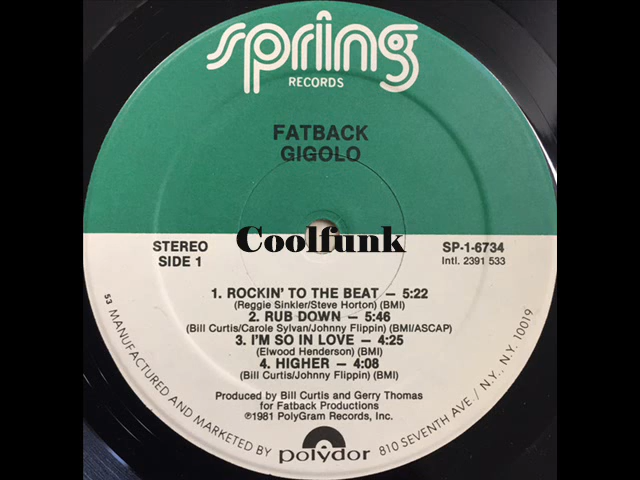 spring
RECORDS
FATBACK
GIGOLO
Coolfunk
STEREO
SIDE 1
SP-1-6734
Intl. 2391 533
1. ROCKIN' TO THE BEAT — 5:22
(Reggie Sinkler/Steve Horton) (BMI)
2. RUB DOWN — 5:46
(Bill Curtis/Carole Sylvan/Johnny Flippin) (BMI/ASCAP)
3. I'M SO IN LOVE — 4:25
(Elwood Henderson) (BMI)
4. HIGHER — 4:08
(Bill Curtis/Johnny Flippin) (BMI)
Produced by Bill Curtis and Gerry Thomas
for Fatback Productions
℗1981 PolyGram Records, Inc.
53 MANUFACTURED AND MARKETED BY polydor 810 SEVENTH AVE / N.Y., N.Y. 10019